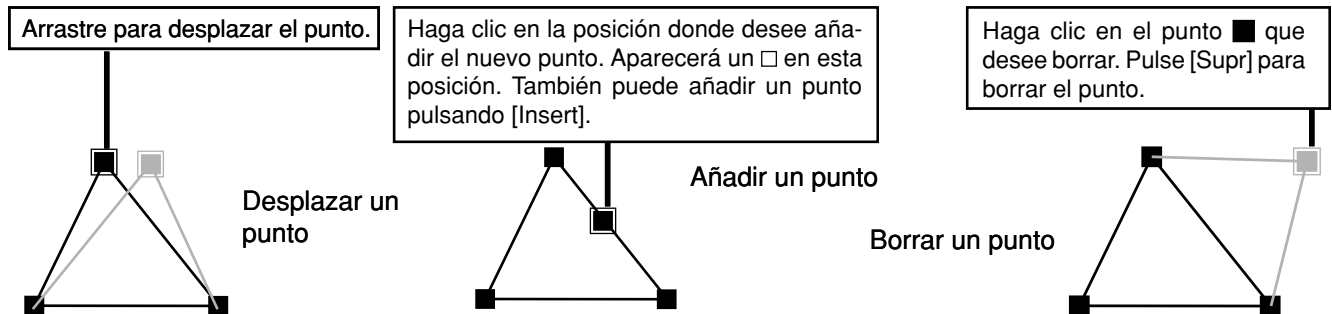 Arrastre para desplazar el punto.
Desplazar un
punto
Haga clic en la posición donde desee aña-
dir el nuevo punto. Aparecerá un □ en esta
posición. También puede añadir un punto
pulsando [Insert].
Añadir un punto
Haga clic en el punto ■ que
desee borrar. Pulse [Supr] para
borrar el punto.
Borrar un punto